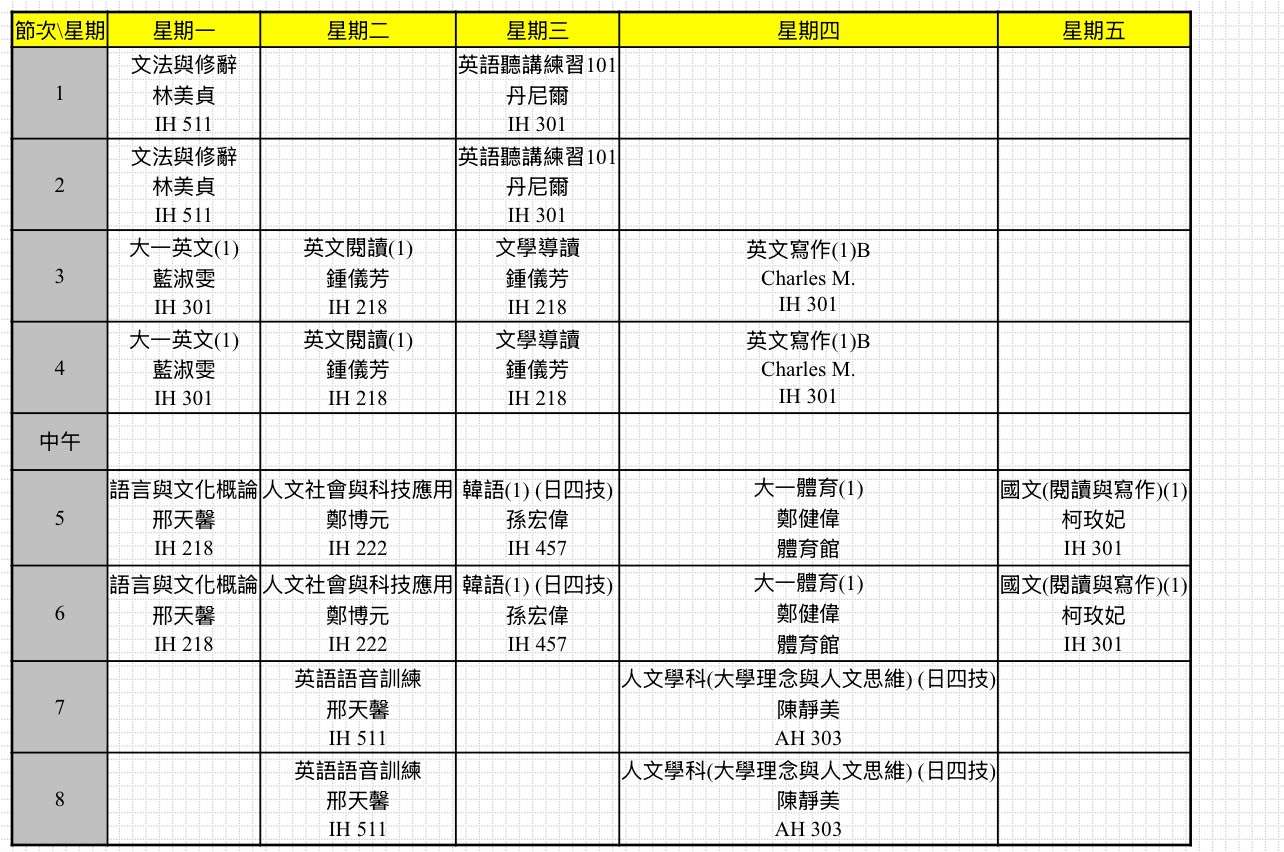 節次\星期 星期一 星期二 星期三 星期四 星期五
1
文法與修辭
林美貞
IH 511
英語聽講練習101
丹尼爾
IH 301
2
文法與修辭
林美貞
IH 511
英語聽講練習101
丹尼爾
IH 301
3
大一英文(1)
藍淑雯
IH 301
英文閱讀(1)
鍾儀芳
IH 218
文學導讀
鍾儀芳
IH 218
英文寫作(1)B
Charles M.
IH 301
4
大一英文(1)
藍淑雯
IH 301
英文閱讀(1)
鍾儀芳
IH 218
文學導讀
鍾儀芳
IH 218
英文寫作(1)B
Charles M.
IH 301
中午
5
語言與文化概論
邢天馨
IH 218
人文社會與科技應用
鄭博元
IH 222
韓語(1) (日四技)
孫宏偉
IH 457
大一體育(1)
鄭健偉
體育館
國文(閱讀與寫作)(1)
柯玫妃
IH 301
6
語言與文化概論
邢天馨
IH 218
人文社會與科技應用
鄭博元
IH 222
韓語(1) (日四技)
孫宏偉
IH 457
大一體育(1)
鄭健偉
體育館
國文(閱讀與寫作)(1)
柯玫妃
IH 301
7
英語語音訓練
邢天馨
IH 511
人文學科(大學理念與人文思維) (日四技)
陳靜美
AH 303
8
英語語音訓練
邢天馨
IH 511
人文學科(大學理念與人文思維) (日四技)
陳靜美
AH 303